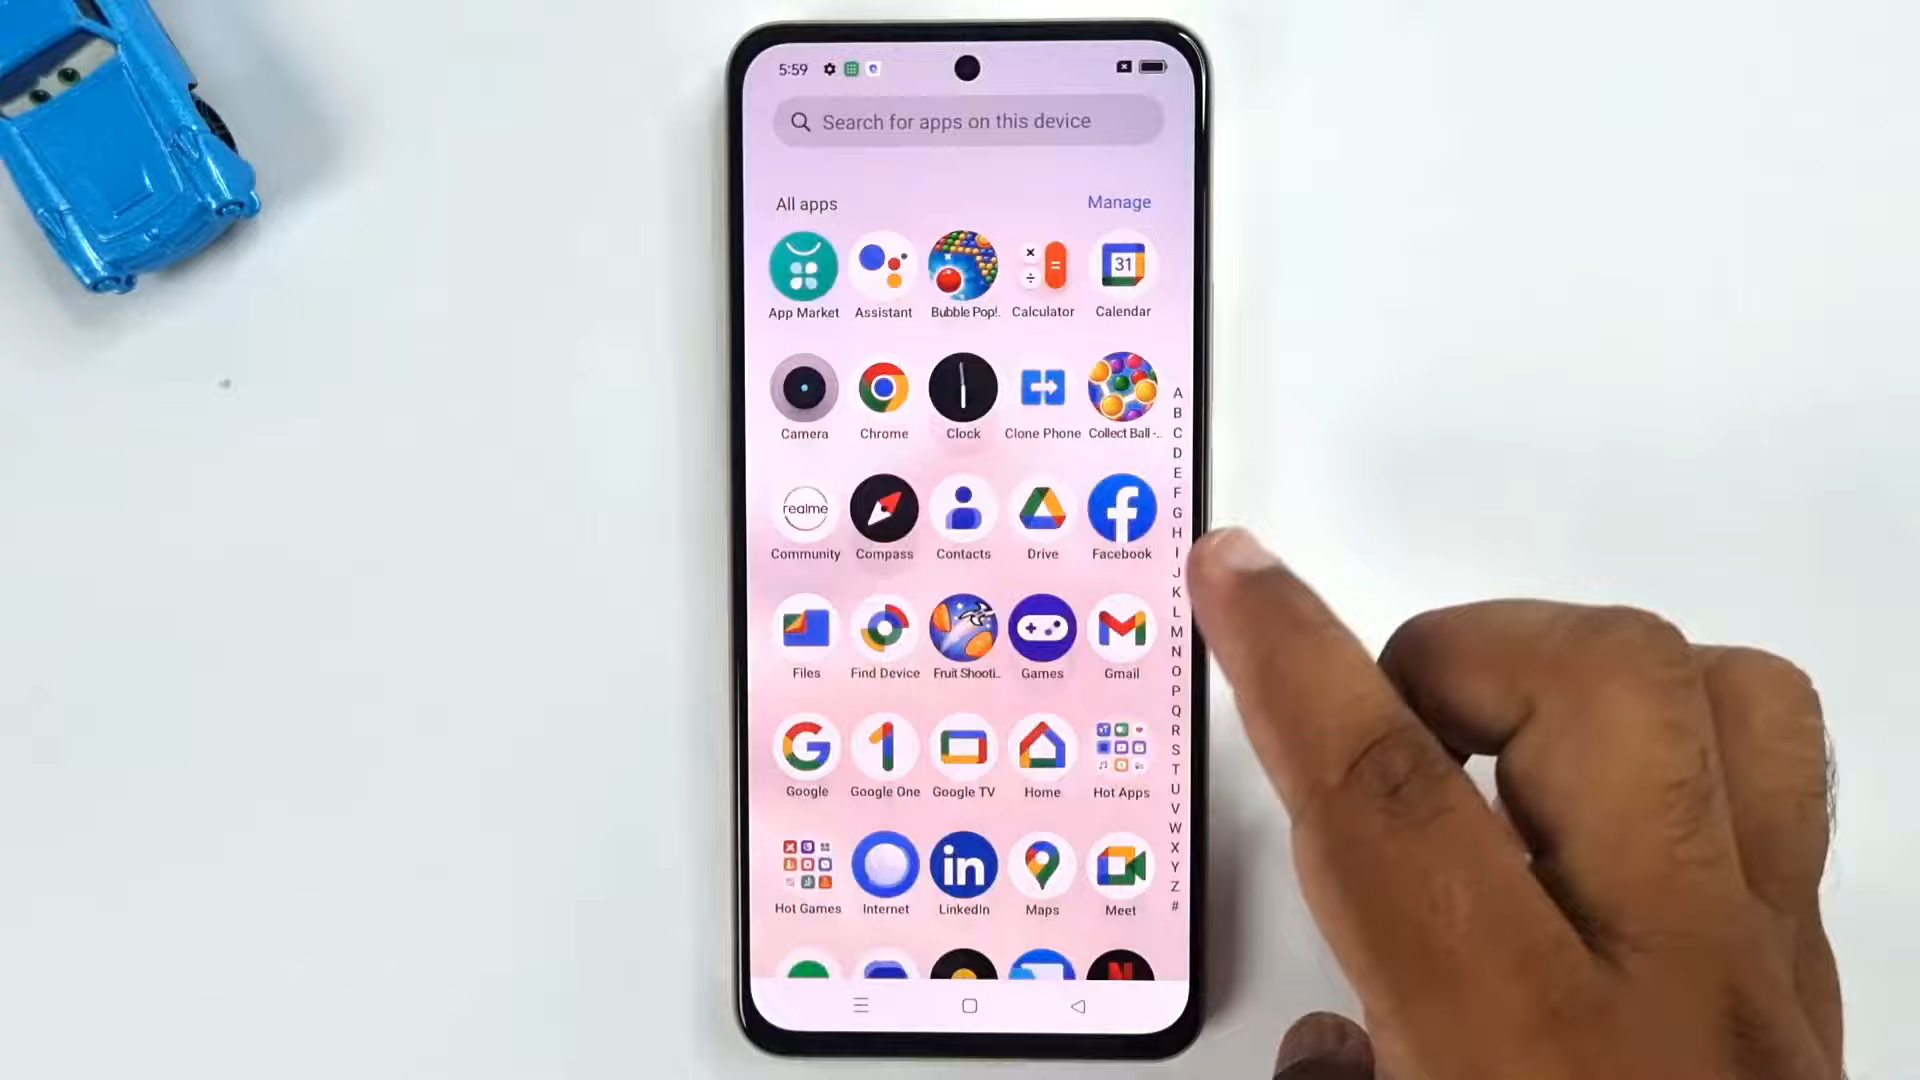 5:59
Search for apps on this device
All apps Manage
31
App Market Assistant Bubble Pop!.. Calculator Calendar
Camera Chrome Clock Clone Phone Collect Ball -..
realme
Community Compass Contacts Drive Facebook
Files Find Device Fruit Shooti.. Games Gmail
Google Google One Google TV Home Hot Apps
in
Hot Games Internet LinkedIn Maps Meet
A
B
C
D
E
F
G
H
I
J
K
L
M
N
O
P
Q
R
S
T
U
V
W
X
Y
Z
#